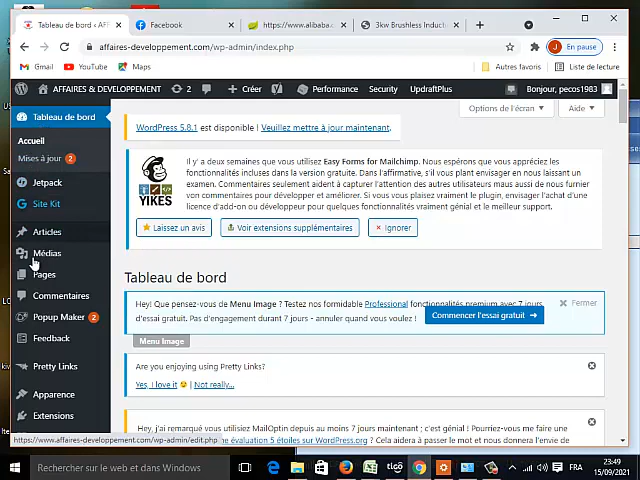 Tableau de bord ‹ AFF
Facebook
https://www.alibaba.c
3kw Brushless Induct
affaires-developpement.com/wp-admin/index.php
En pause
Gmail
YouTube
Maps
Autres favoris
Liste de lecture
AFFAIRES & DÉVELOPPEMENT
2
0
Créer
Performance
Security
UpdraftPlus
Bonjour, pecos1983
Tableau de bord
Options de l'écran
Aide
Accueil
Mises à jour 2
Jetpack
Site Kit
Articles
Médias
Pages
Commentaires
Popup Maker 2
Feedback
Pretty Links
Apparence
Extensions
WordPress 5.8.1 est disponible ! Veuillez mettre à jour maintenant.
YIKES
Il y' a deux semaines que vous utilisez Easy Forms for Mailchimp. Nous espérons que vous appréciez les
fonctionnalités incluses dans la version gratuite. Dans l'affirmative, s'il vous plait envisager en nous laissant un
examen. Commentaires seulement aident à capturer l'attention des autres utilisateurs mais aussi de nous fournir
vos commentaires pour développer et améliorer. Si vous vous plaisez vraiment le plugin, envisager l'achat d'une
licence d'add-on ou développeur pour quelques fonctionnalités vraiment génial et le meilleur support.
Laissez un avis
Voir extensions supplémentaires
Ignorer
Tableau de bord
Hey! Que pensez-vous de Menu Image ? Testez nos formidable Professional fonctionnalités premium avec 7 jours
d'essai gratuit. Pas d'engagement durant 7 jours - annuler quand vous voulez !
Commencer l'essai gratuit →
Fermer
Menu Image
Are you enjoying using Pretty Links?
Yes, I love it
Not really...
Hey, j'ai remarqué vous utilisez MailOptin depuis au moins 7 jours maintenant ; c'est génial ! Pourriez-vous me faire une
évaluation 5 étoiles sur WordPress.org ? Cela aidera à passer le mot et nous donnera l'envie de
https://www.affaires-developpement.com/wp-admin/edit.php
Recherche sur le web et dans Windows
tigo
FRA
23:49
15/09/2021